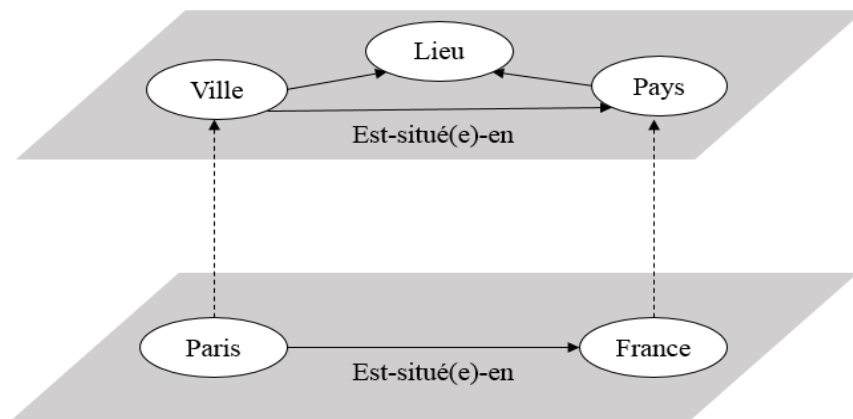 Lieu
Ville
Pays
Est-situé(e)-en
Paris
France
Est-situé(e)-en